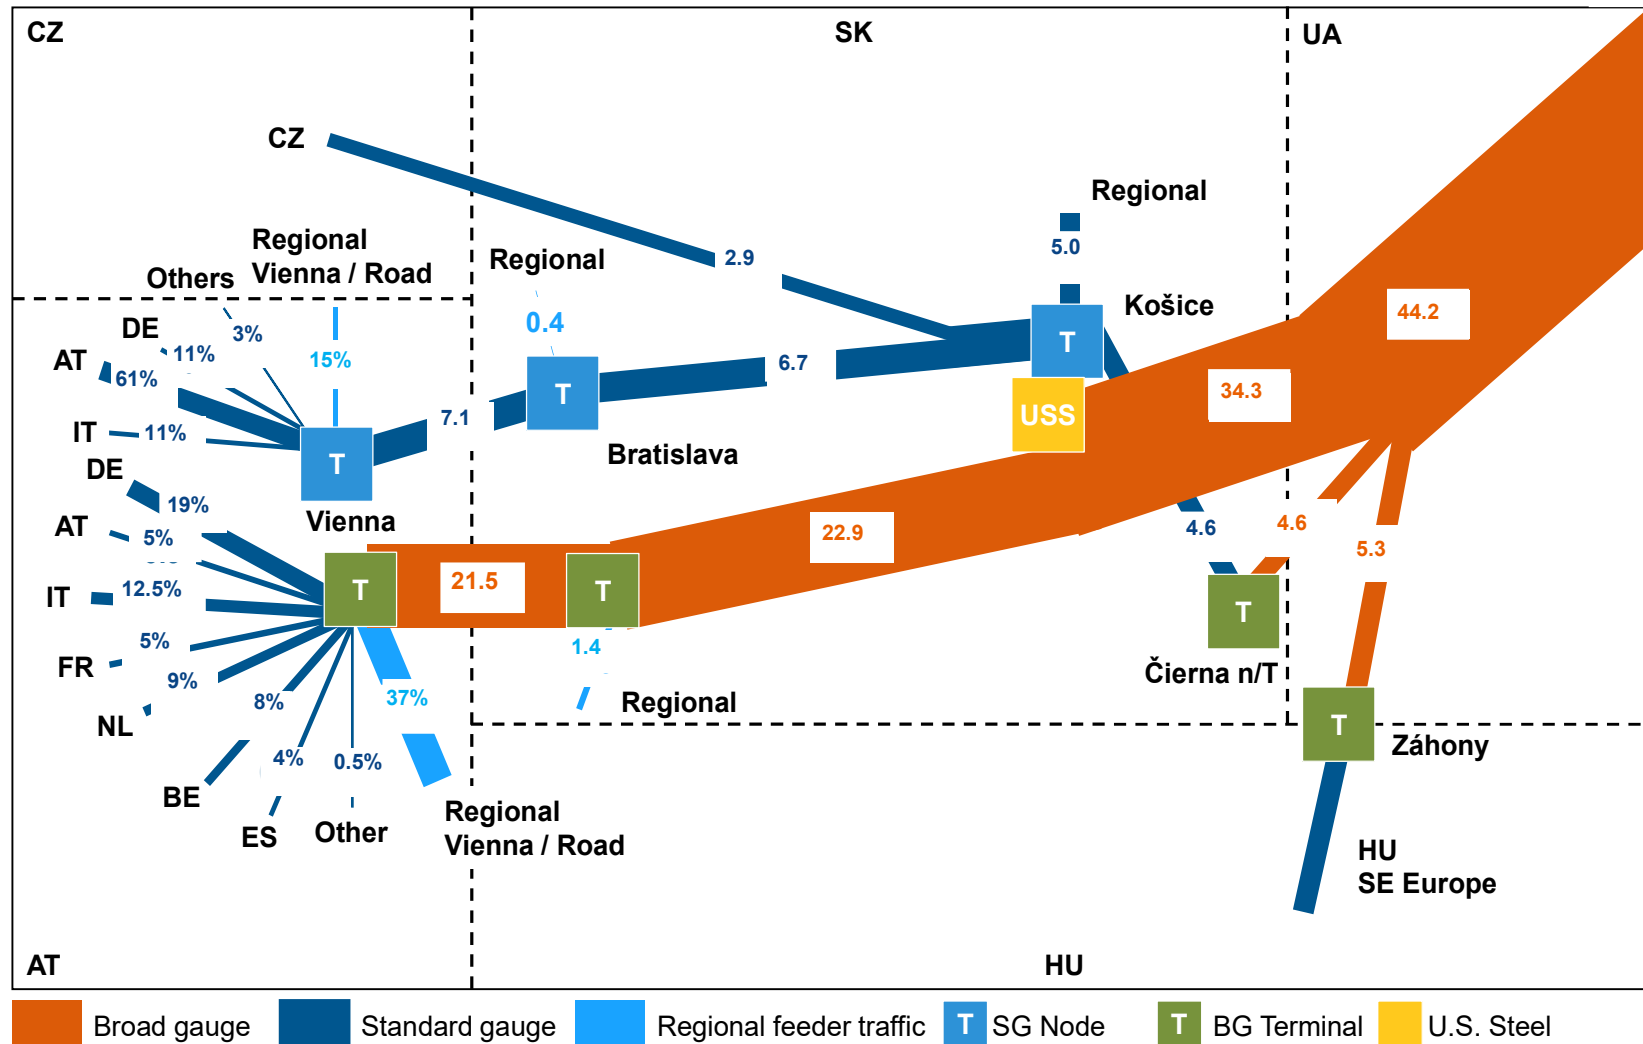 CZ
SK
UA
CZ
Regional
Regional
Vienna / Road
Others
Regional
5.0
2.9
Košice
44.2
DE
3%
0.4
T
11%
15%
AT
61%
6.7
T
34.3
IT
11%
7.1
USS
T
Bratislava
DE
19%
Vienna
AT
5%
22.9
4.6
4.6
5.3
IT
12.5%
T
21.5
T
T
5%
1.4
FR
9%
Čierna n/T
8%
37%
Regional
NL
T
Záhony
4%
0.5%
BE
ES
Other
Regional
Vienna / Road
HU
SE Europe
AT
HU
Broad gauge
Standard gauge
Regional feeder traffic
T
SG Node
T
BG Terminal
U.S. Steel